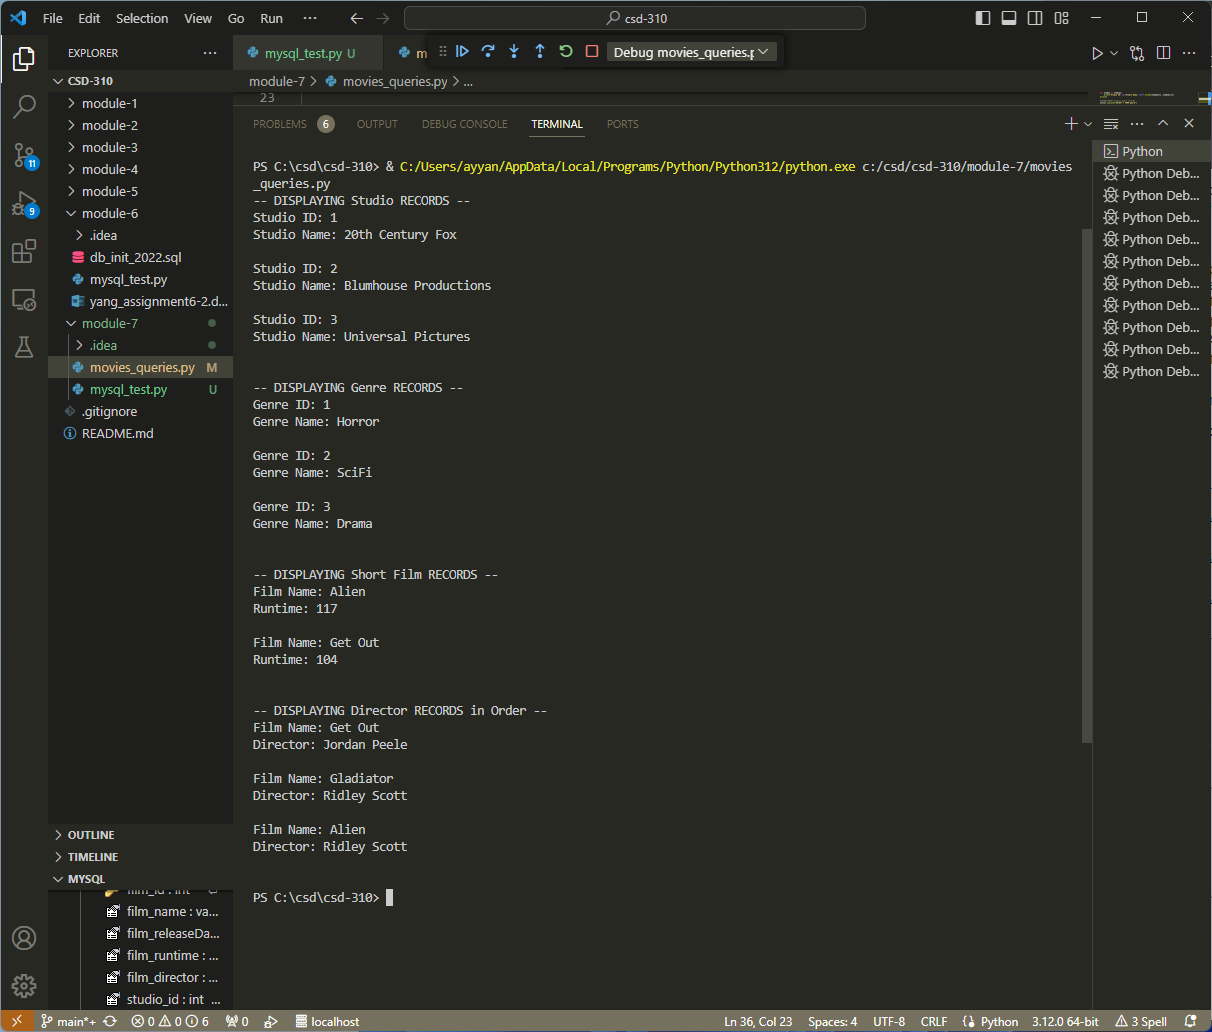 File Edit Selection View Go Run ··· csd-310
EXPLORER ···
CSD-310
module-1
module-2
module-3
module-4
module-5
module-6
.idea
db_init_2022.sql
mysql_test.py
yang_assignment6-2.d...
module-7
.idea
movies_queries.py M
mysql_test.py U
.gitignore
README.md
OUTLINE
TIMELINE
MYSQL
film_id : int
film_name : va...
film_releaseDa...
film_runtime : ...
film_director : ...
studio_id : int ...
11
9
mysql_test.py U
m
Debug movies_queries.p
module-7 > movies_queries.py > ...
23
PROBLEMS 6 OUTPUT DEBUG CONSOLE TERMINAL PORTS
PS C:\csd\csd-310> & C:/Users/ayyan/AppData/Local/Programs/Python/Python312/python.exe c:/csd/csd-310/module-7/movies
_queries.py
-- DISPLAYING Studio RECORDS --
Studio ID: 1
Studio Name: 20th Century Fox
Studio ID: 2
Studio Name: Blumhouse Productions
Studio ID: 3
Studio Name: Universal Pictures
-- DISPLAYING Genre RECORDS --
Genre ID: 1
Genre Name: Horror
Genre ID: 2
Genre Name: SciFi
Genre ID: 3
Genre Name: Drama
-- DISPLAYING Short Film RECORDS --
Film Name: Alien
Runtime: 117
Film Name: Get Out
Runtime: 104
-- DISPLAYING Director RECORDS in Order --
Film Name: Get Out
Director: Jordan Peele
Film Name: Gladiator
Director: Ridley Scott
Film Name: Alien
Director: Ridley Scott
PS C:\csd\csd-310>
Python
Python Deb...
Python Deb...
Python Deb...
Python Deb...
Python Deb...
Python Deb...
Python Deb...
Python Deb...
Python Deb...
Python Deb...
main*+ 0 0 6 0 localhost Ln 36, Col 23 Spaces: 4 UTF-8 CRLF Python 3.12.0 64-bit 3 Spell